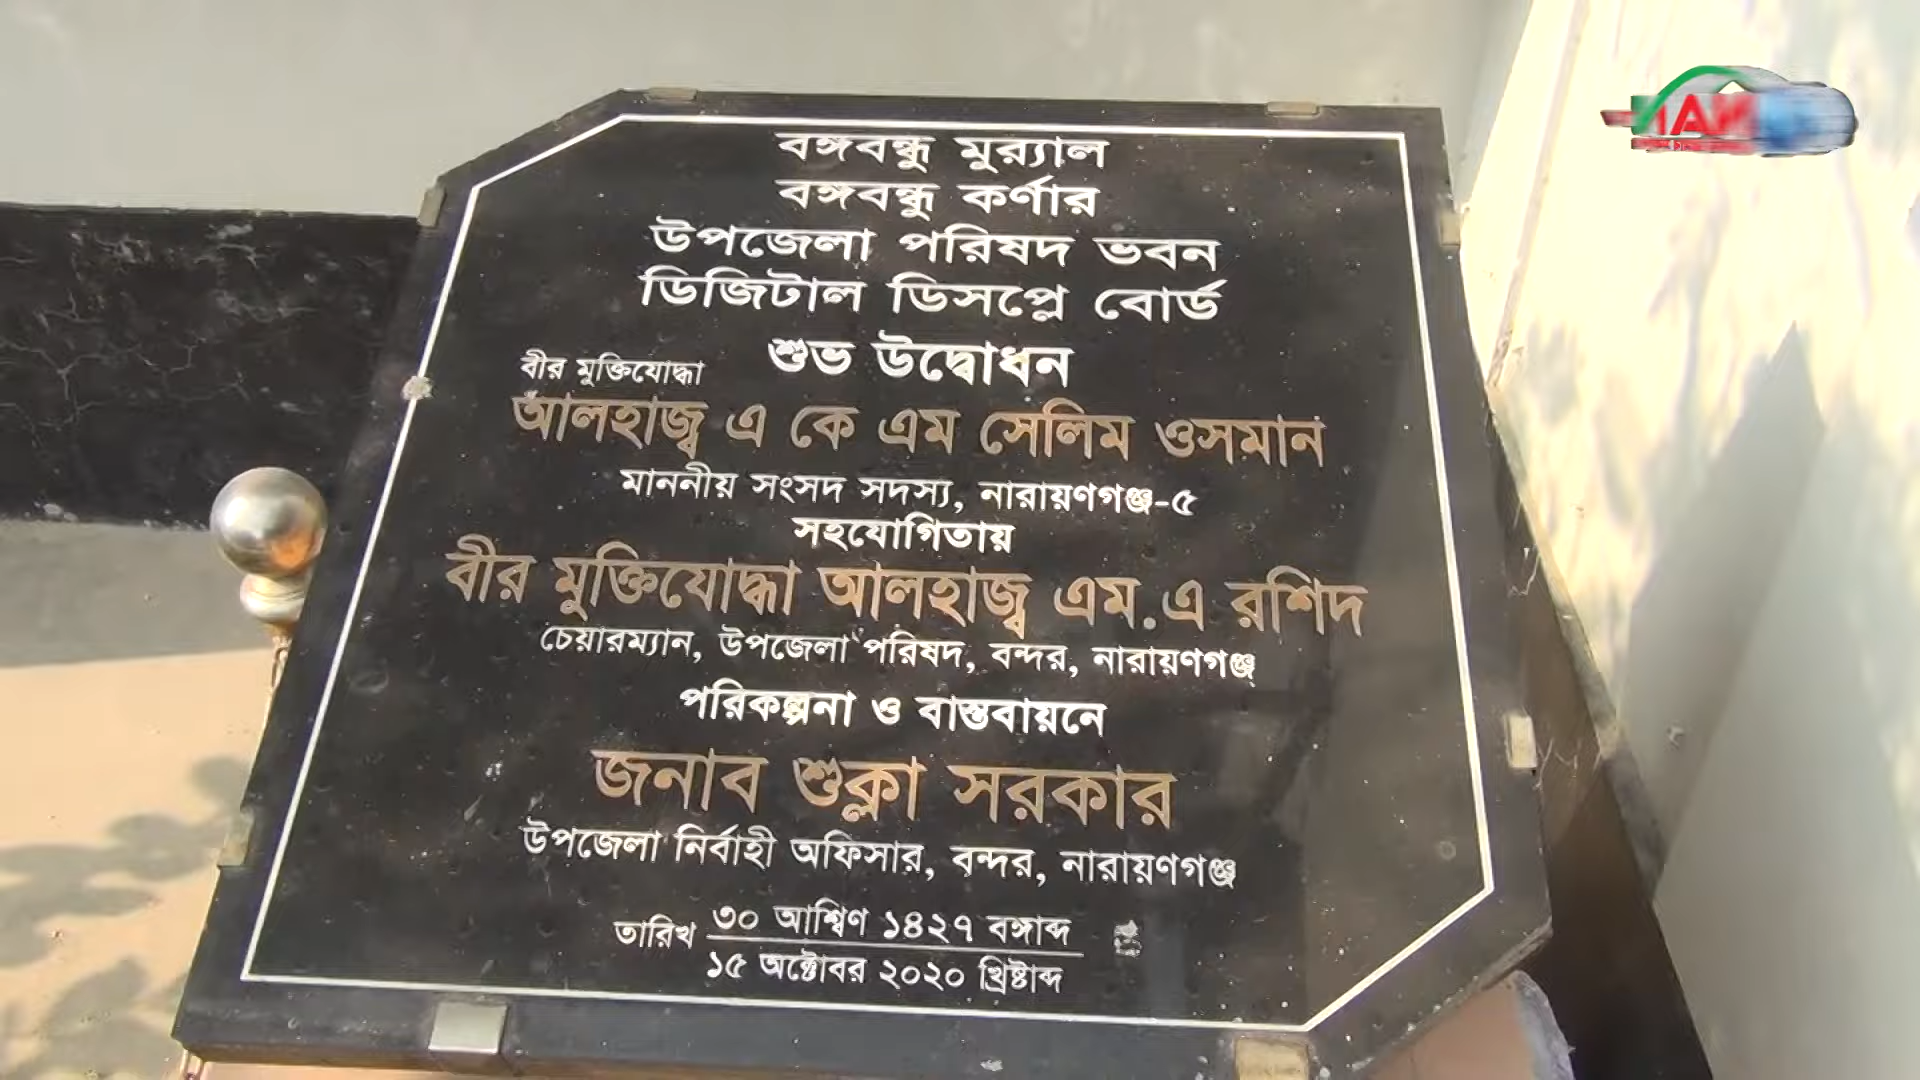 বঙ্গবন্ধু মুর‍্যাল
বঙ্গবন্ধু কর্ণার
উপজেলা পরিষদ ভবন
ডিজিটাল ডিসপ্লে বোর্ড
শুভ উদ্বোধন
বীর মুক্তিযোদ্ধা
আলহাজ্ব এ কে এম সেলিম ওসমান
মাননীয় সংসদ সদস্য, নারায়ণগঞ্জ-৫
সহযোগিতায়
বীর মুক্তিযোদ্ধা আলহাজ্ব এম.এ রশিদ
চেয়ারম্যান, উপজেলা পরিষদ, বন্দর, নারায়ণগঞ্জ
পরিকল্পনা ও বাস্তবায়নে
জনাব শুক্লা সরকার
উপজেলা নির্বাহী অফিসার, বন্দর, নারায়ণগঞ্জ
তারিখ ৩০ আশ্বিণ ১৪২৭ বঙ্গাব্দ
১৫ অক্টোবর ২০২০ খ্রিষ্টাব্দ